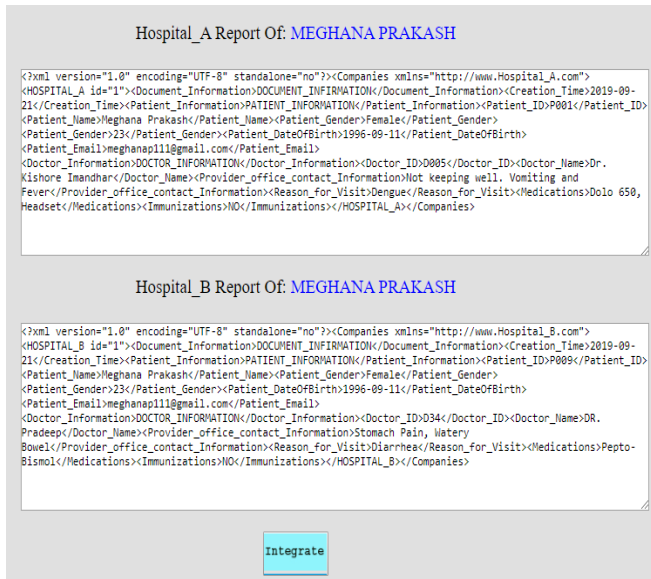 Hospital_A Report Of: MEGHANA PRAKASH
<?xml version="1.0" encoding="UTF-8" standalone="no"?><Companies xmlns="http://www.Hospital_A.com">
<HOSPITAL_A id="1"><Document_Information>DOCUMENT_INFIRMATION</Document_Information><Creation_Time>2019-09-
21</Creation_Time><Patient_Information>PATIENT_INFORMATION</Patient_Information><Patient_ID>P001</Patient_ID>
<Patient_Name>Meghana Prakash</Patient_Name><Patient_Gender>Female</Patient_Gender>
<Patient_Gender>23</Patient_Gender><Patient_DateOfBirth>1996-09-11</Patient_DateOfBirth>
<Patient_Email>meghanap111@gmail.com</Patient_Email>
<Doctor_Information>DOCTOR_INFORMATION</Doctor_Information><Doctor_ID>D005</Doctor_ID><Doctor_Name>Dr.
Kishore Imandhar</Doctor_Name><Provider_office_contact_Information>Not keeping well. Vomiting and
Fever</Provider_office_contact_Information><Reason_for_Visit>Dengue</Reason_for_Visit><Medications>Dolo 650,
Headset</Medications><Immunizations>NO</Immunizations></HOSPITAL_A></Companies>
Hospital_B Report Of: MEGHANA PRAKASH
<?xml version="1.0" encoding="UTF-8" standalone="no"?><Companies xmlns="http://www.Hospital_B.com">
<HOSPITAL_B id="1"><Document_Information>DOCUMENT_INFIRMATION</Document_Information><Creation_Time>2019-09-
21</Creation_Time><Patient_Information>PATIENT_INFORMATION</Patient_Information><Patient_ID>P009</Patient_ID>
<Patient_Name>Meghana Prakash</Patient_Name><Patient_Gender>Female</Patient_Gender>
<Patient_Gender>23</Patient_Gender><Patient_DateOfBirth>1996-09-11</Patient_DateOfBirth>
<Patient_Email>meghanap111@gmail.com</Patient_Email>
<Doctor_Information>DOCTOR_INFORMATION</Doctor_Information><Doctor_ID>D34</Doctor_ID><Doctor_Name>DR.
Pradeep</Doctor_Name><Provider_office_contact_Information>Stomach Pain, Watery
Bowel</Provider_office_contact_Information><Reason_for_Visit>Diarrhea</Reason_for_Visit><Medications>Pepto-
Bismol</Medications><Immunizations>NO</Immunizations></HOSPITAL_B></Companies>
Integrate